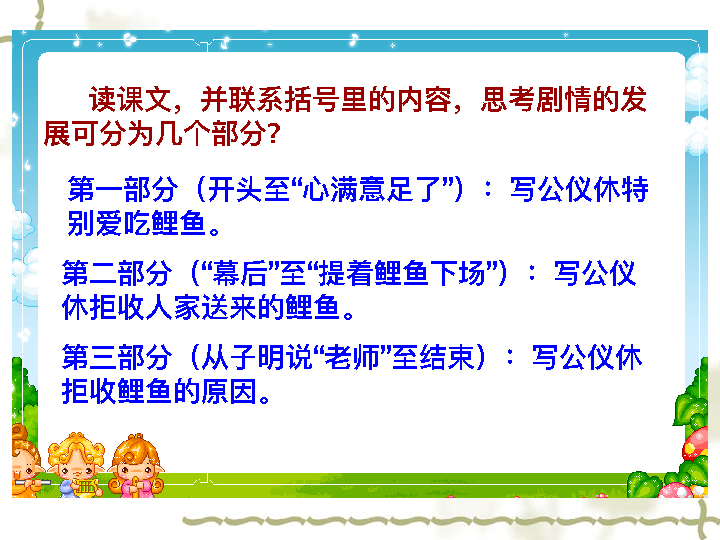 读课文，并联系括号里的内容，思考剧情的发
展可分为几个部分?
第一部分（开头至“心满意足了”）：写公仪休特
别爱吃鲤鱼。
第二部分（“幕后”至“提着鲤鱼下场”）：写公仪
休拒收人家送来的鲤鱼。
第三部分（从子明说“老师”至结束）：写公仪休
拒收鲤鱼的原因。